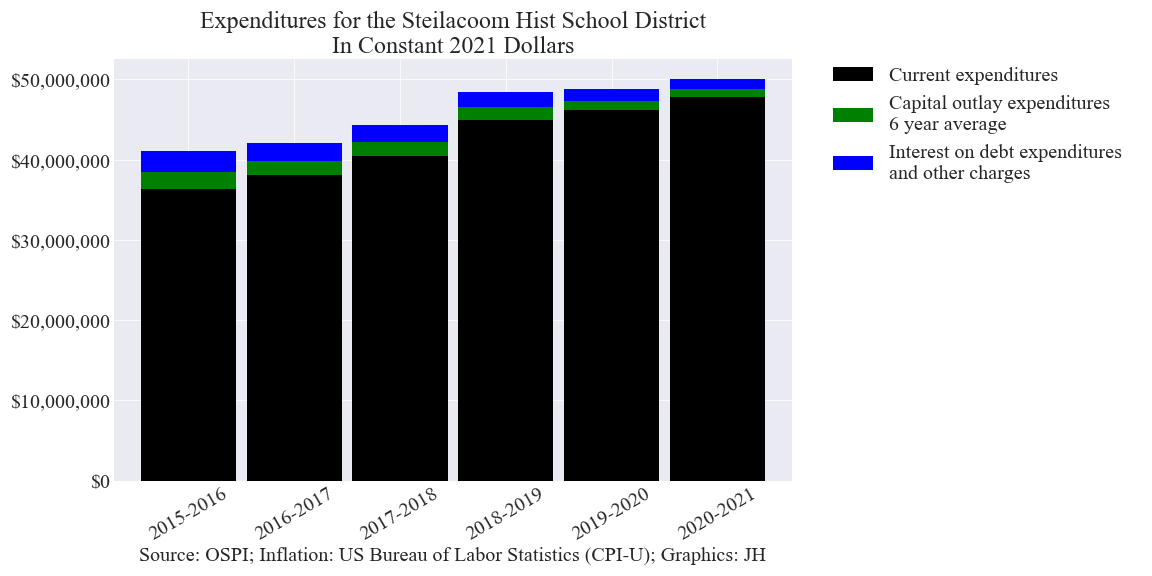 Expenditures for the Steilacoom Hist School District
In Constant 2021 Dollars
$50,000,000
$40,000,000
$30,000,000
$20,000,000
$10,000,000
$0
2015-2016
2016-2017
2017-2018
2018-2019
2019-2020
2020-2021
Source: OSPI; Inflation: US Bureau of Labor Statistics (CPI-U); Graphics: JH
Current expenditures
Capital outlay expenditures
6 year average
Interest on debt expenditures
and other charges